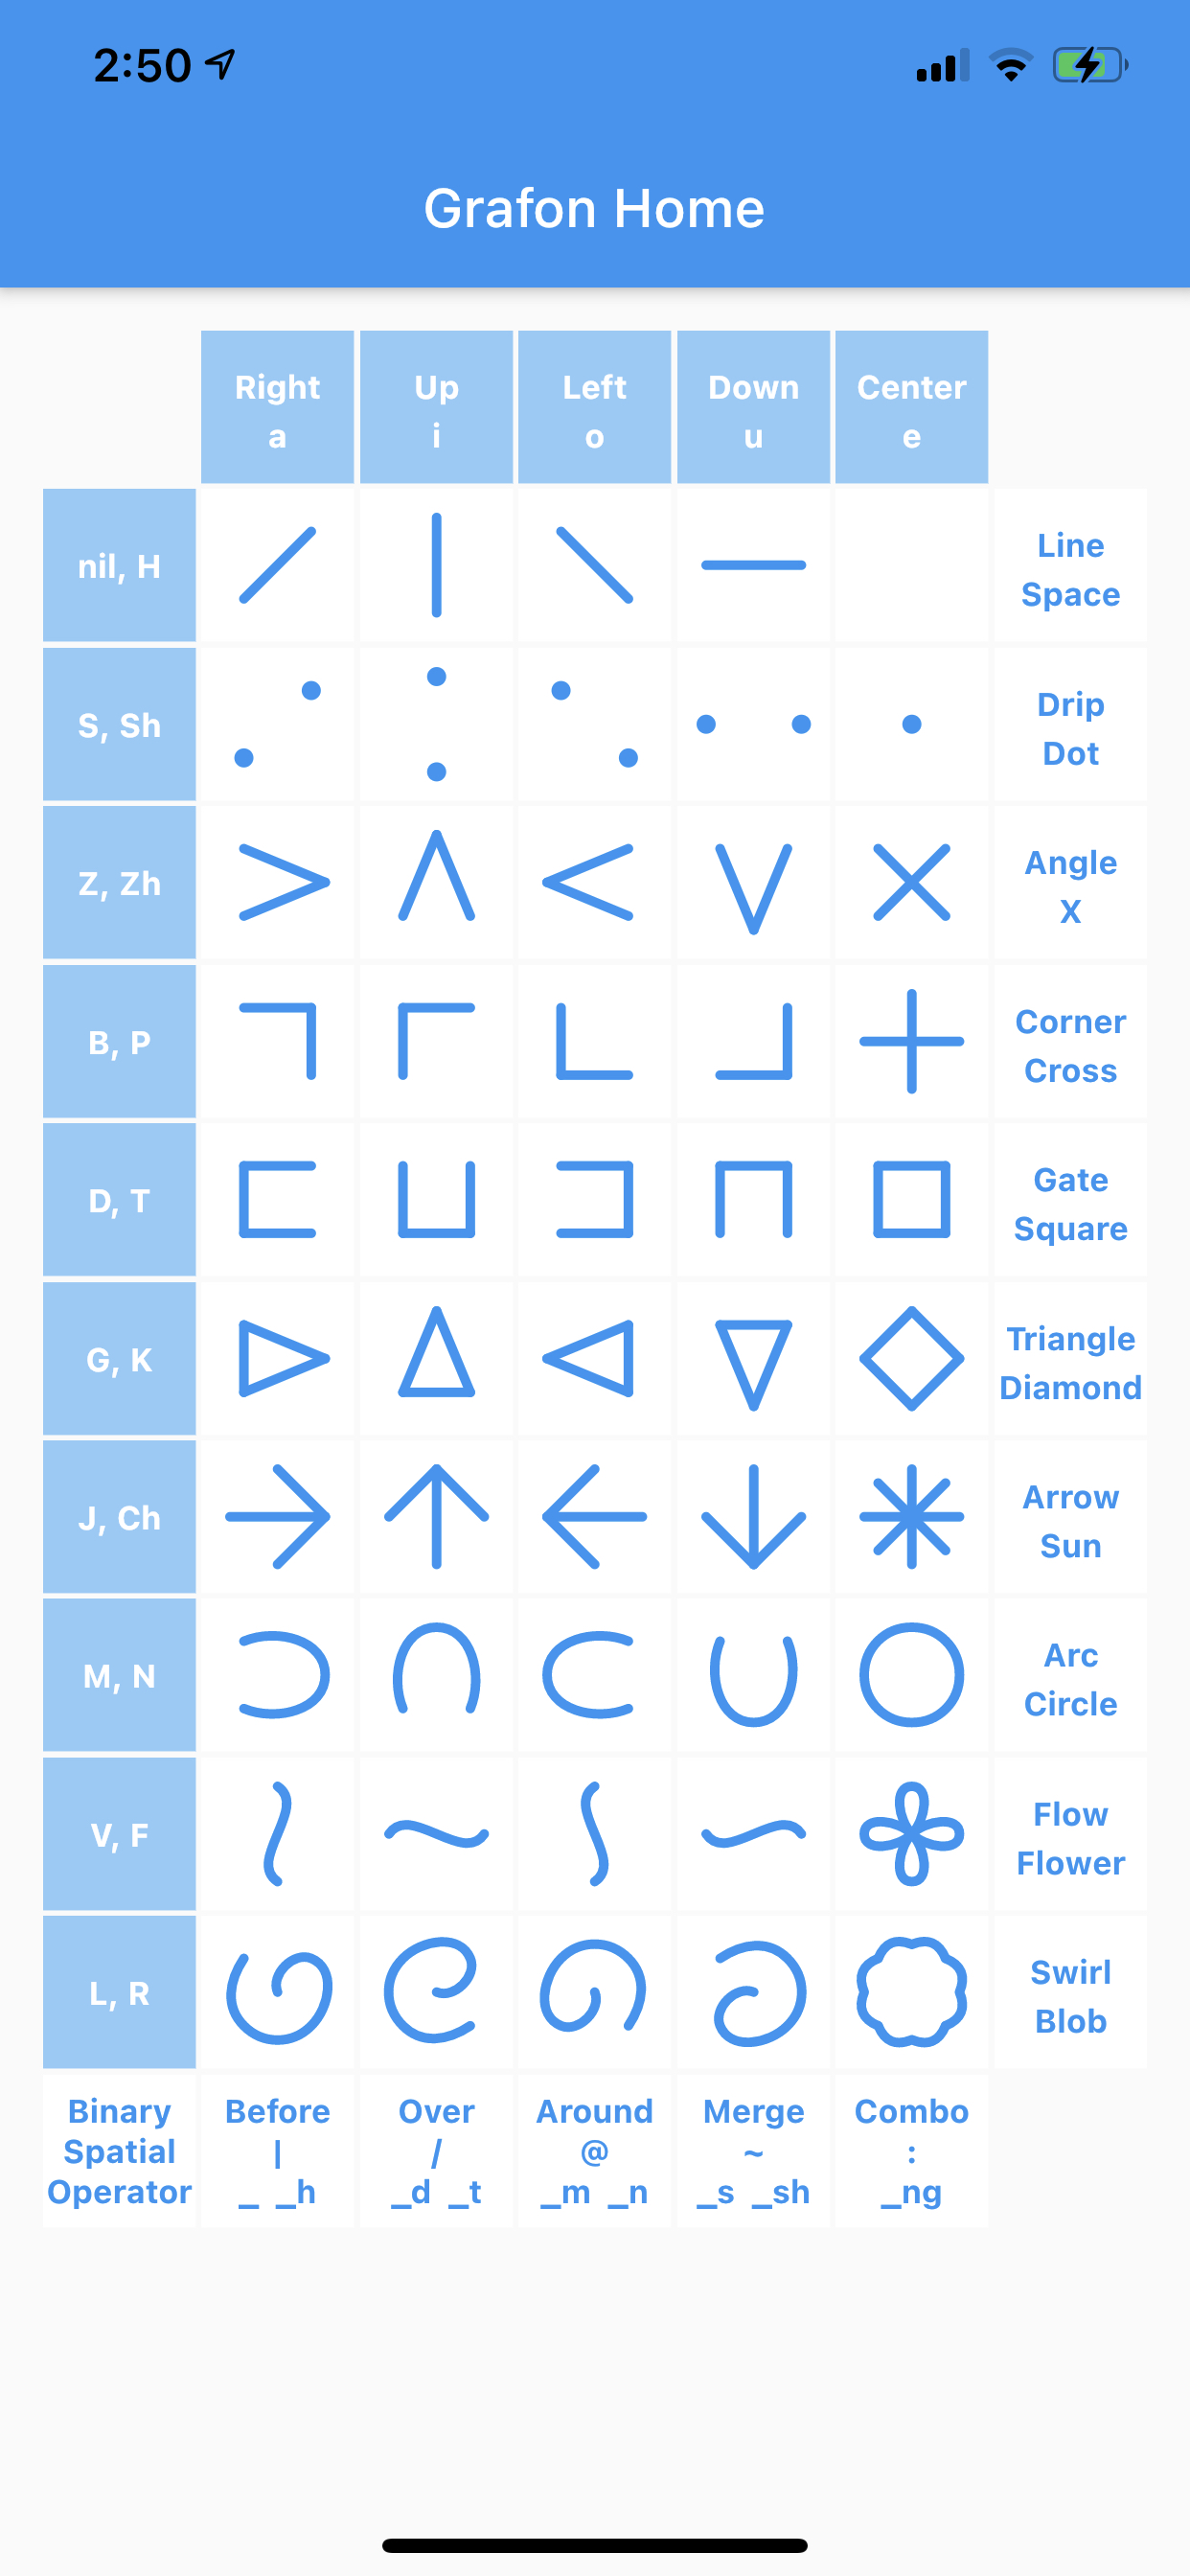 2:50
Grafon Home
Right Up Left Down Center
a i o u e
nil, H
Line
Space
S, Sh
Drip
Dot
Z, Zh
Angle
X
B, P
Corner
Cross
D, T
Gate
Square
G, K
Triangle
Diamond
J, Ch
Arrow
Sun
M, N
Arc
Circle
V, F
Flow
Flower
L, R
Swirl
Blob
Binary Before Over Around Merge Combo
Spatial | / @ ~ :
Operator _ _h _d _t _m _n _s _sh _ng